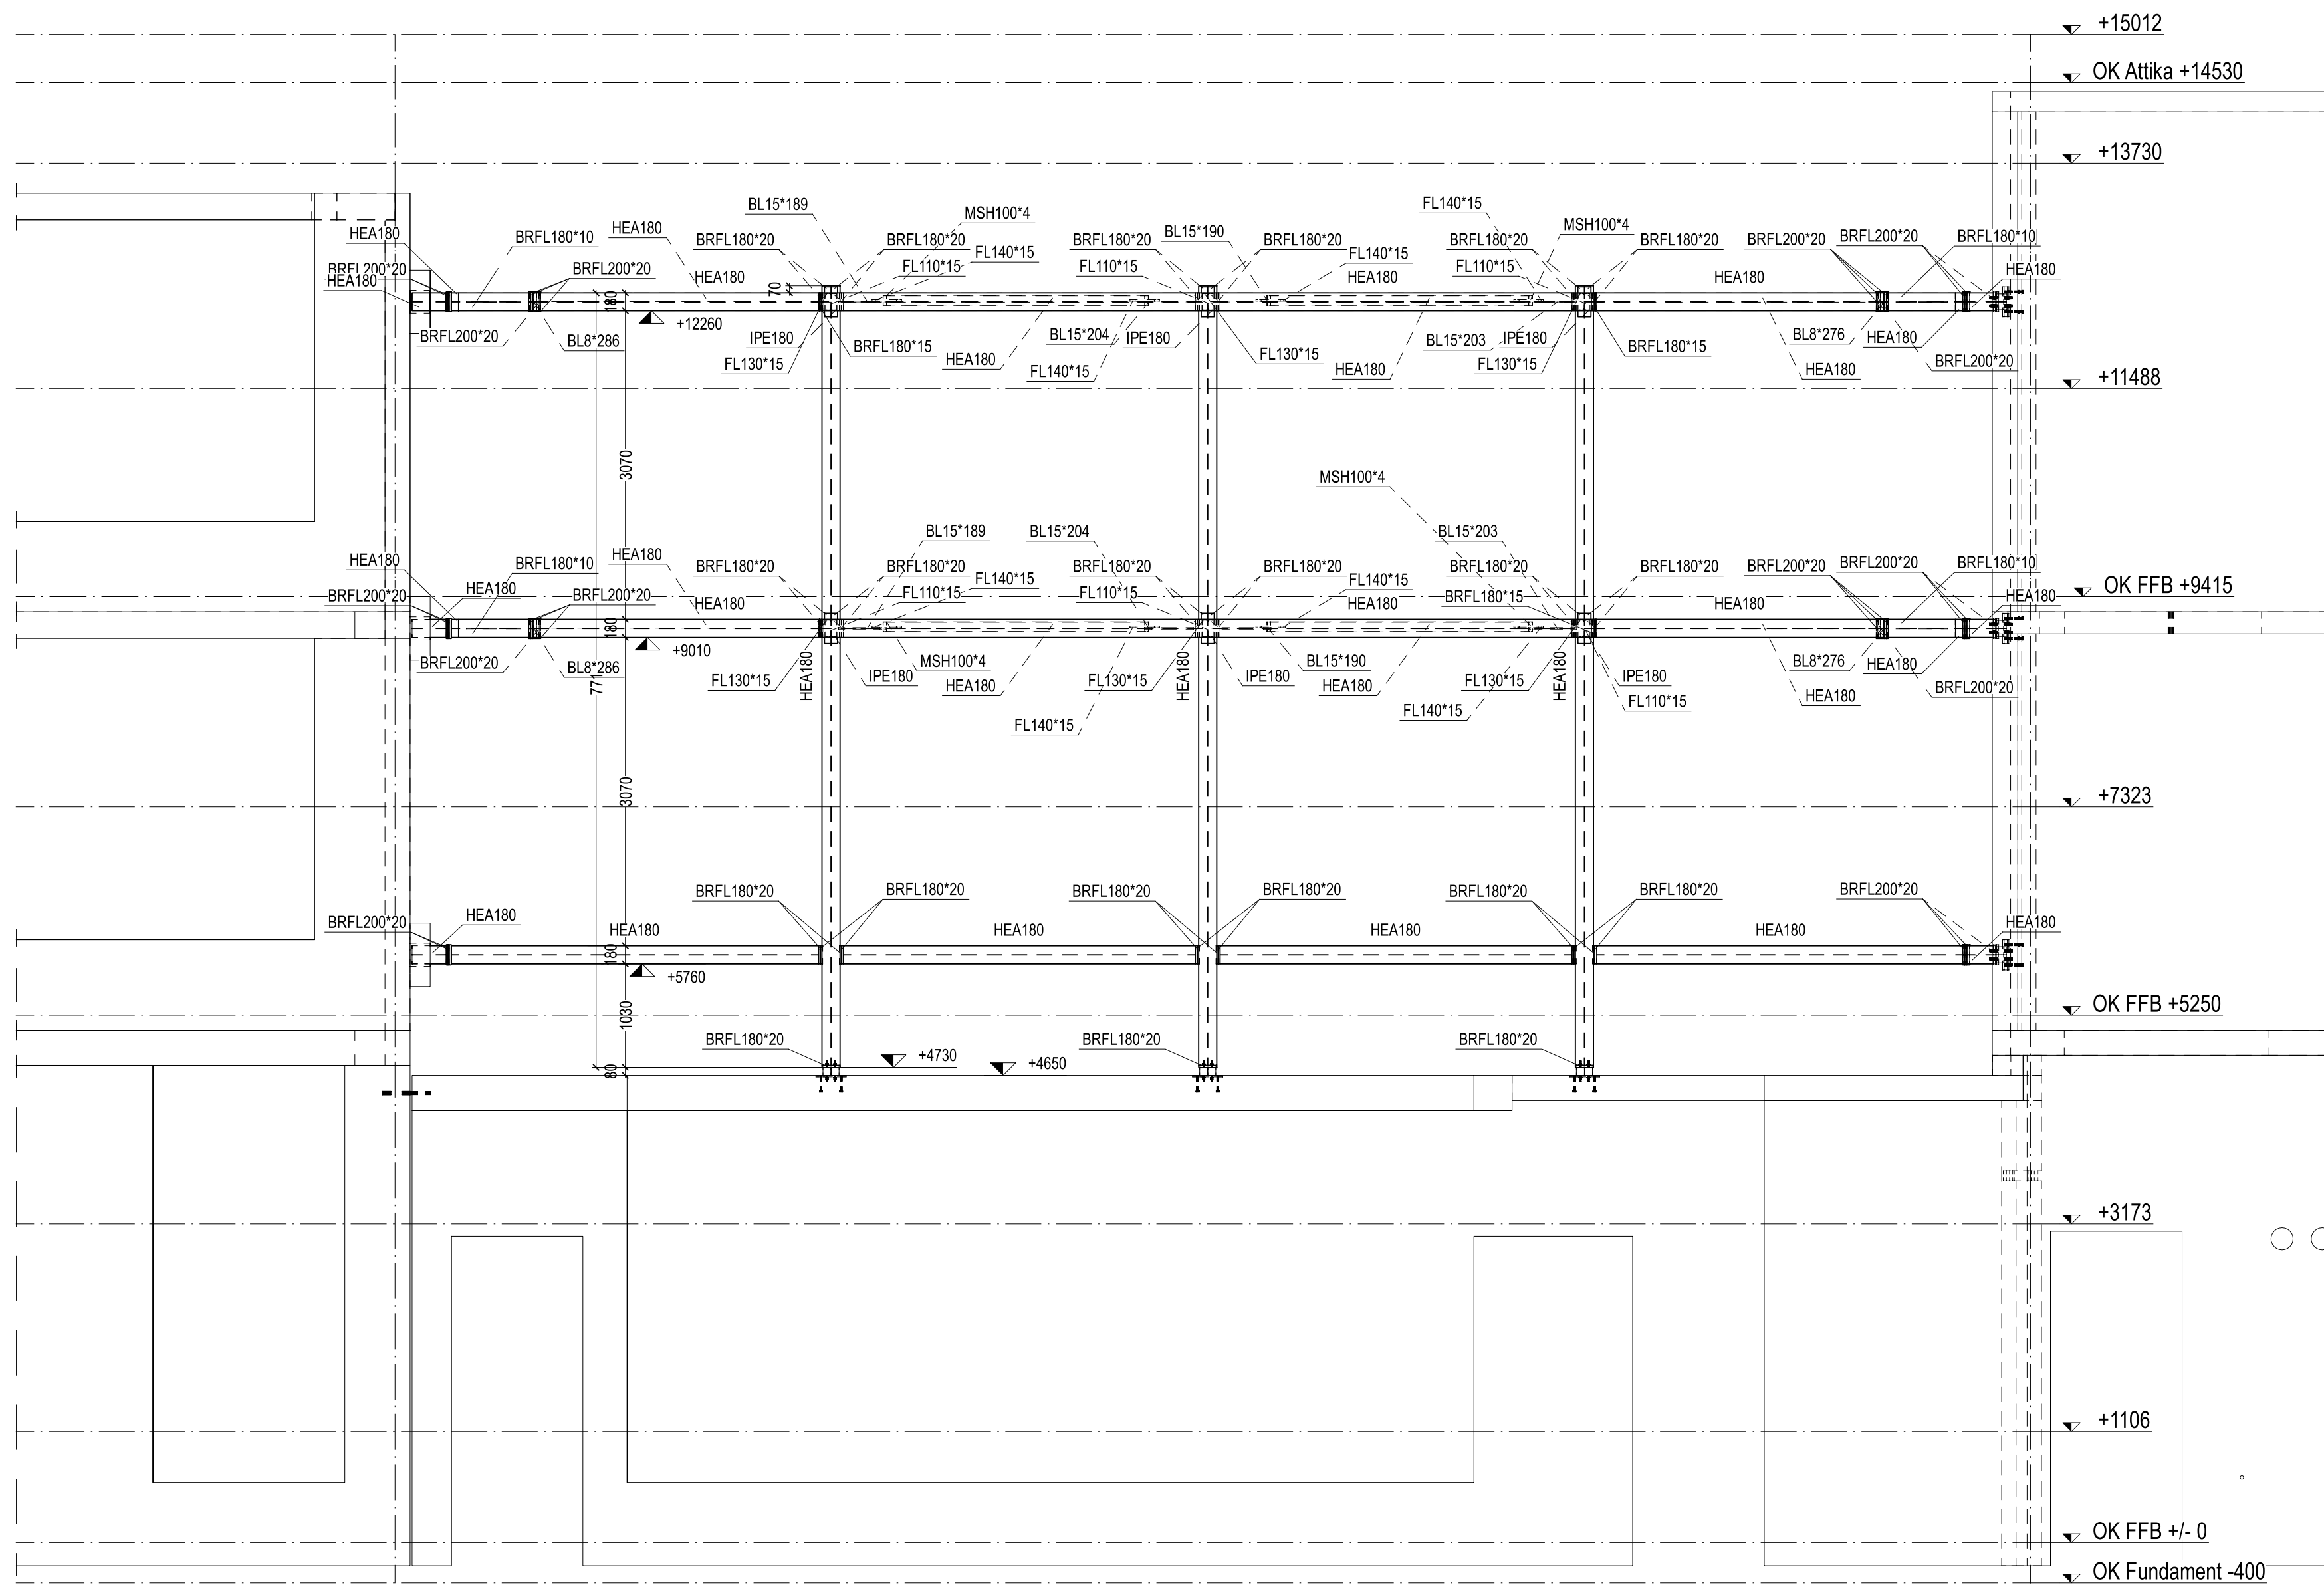 +15012
OK Attika +14530
+13730
BL15*189
FL140*15
MSH100*4
MSH100*4
HEA180
BRFL180*10
HEA180
BRFL180*20
BRFL180*20
BRFL180*20
BL15*190
BRFL180*20
BRFL180*20
BRFL180*20
BRFL200*20
BRFL200*20
BRFL180*10
FL140*15
FL140*15
BRFL200*20
HEA180
BRFL200*20
HEA180
FL110*15
FL110*15
HEA180
FL110*15
HEA180
HEA180
70
180
+12260
BRFL200*20
BL8*286
IPE180
BRFL180*15
HEA180
BL15*204
FL140*15
IPE180
FL130*15
FL130*15
HEA180
BL15*203
IPE180
FL130*15
BRFL180*15
BL8*276
HEA180
HEA180
BRFL200*20
+11488
3070
MSH100*4
BL15*189
BL15*204
BL15*203
HEA180
BRFL180*10
HEA180
BRFL180*20
BRFL180*20
BRFL180*20
BRFL180*20
BRFL180*20
BRFL180*20
BRFL200*20
BRFL200*20
BRFL180*10
OK FFB +9415
BRFL200*20
HEA180
BRFL200*20
HEA180
FL110*15
FL140*15
FL110*15
FL140*15
HEA180
BRFL180*15
HEA180
HEA180
180
+9010
BRFL200*20
BL8*286
771
FL130*15
HEA180
IPE180
MSH100*4
HEA180
FL140*15
FL130*15
HEA180
IPE180
BL15*190
HEA180
FL140*15
FL130*15
HEA180
IPE180
FL110*15
BL8*276
HEA180
HEA180
BRFL200*20
3070
+7323
BRFL200*20
HEA180
HEA180
BRFL180*20
BRFL180*20
HEA180
BRFL180*20
BRFL180*20
HEA180
BRFL180*20
BRFL180*20
HEA180
BRFL200*20
HEA180
180
+5760
1030
OK FFB +5250
BRFL180*20
BRFL180*20
BRFL180*20
+4730
+4650
80
+3173
+1106
OK FFB +/- 0
OK Fundament -400